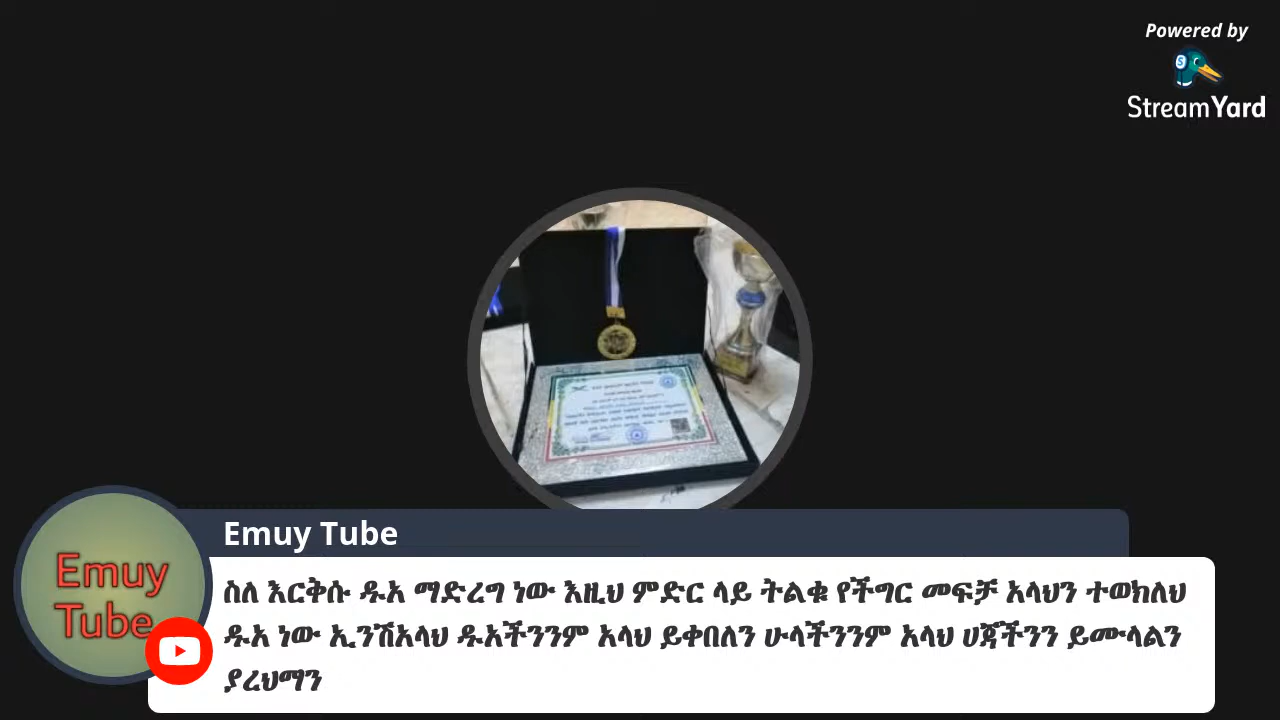 Powered by
StreamYard
Emuy Tube
Emuy
Tube
ስለ እርቅሱ ዱአ ማድረግ ነው እዚህ ምድር ላይ ትልቁ የችግር መፍቻ አላህን ተወክለህ
ዱአ ነው ኢንሽአላህ ዱአችንንም አላህ ይቀበለን ሁላችንንም አላህ ሀጃችንን ይሙላልን
ያረህማን